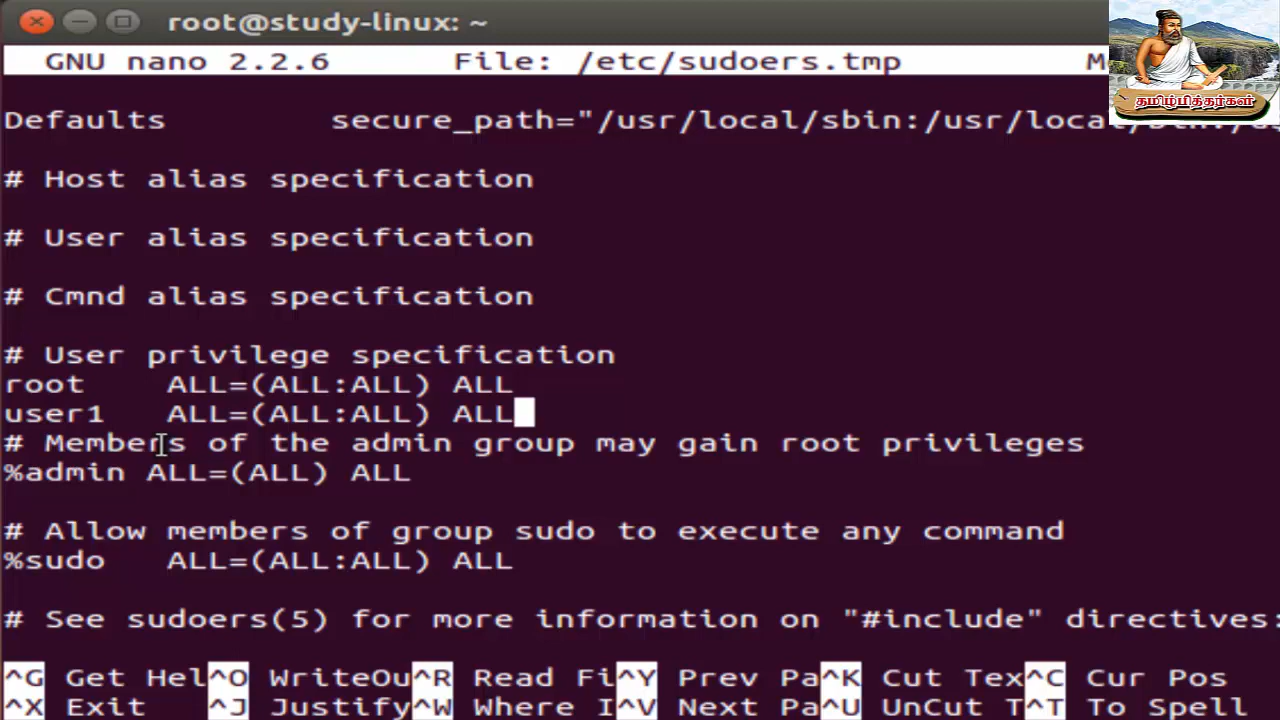 root@study-linux: ~
GNU nano 2.2.6 File: /etc/sudoers.tmp M
Defaults secure_path="/usr/local/sbin:/usr/local/bin:/
# Host alias specification
# User alias specification
# Cmnd alias specification
# User privilege specification
root ALL=(ALL:ALL) ALL
user1 ALL=(ALL:ALL) ALL
# Members of the admin group may gain root privileges
%admin ALL=(ALL) ALL
# Allow members of group sudo to execute any command
%sudo ALL=(ALL:ALL) ALL
# See sudoers(5) for more information on "#include" directives:
^G Get Hel^O WriteOu^R Read Fi^Y Prev Pa^K Cut Tex^C Cur Pos
^X Exit ^J Justify^W Where I^V Next Pa^U UnCut T^T To Spell
தமிழ்பித்தர்கள்